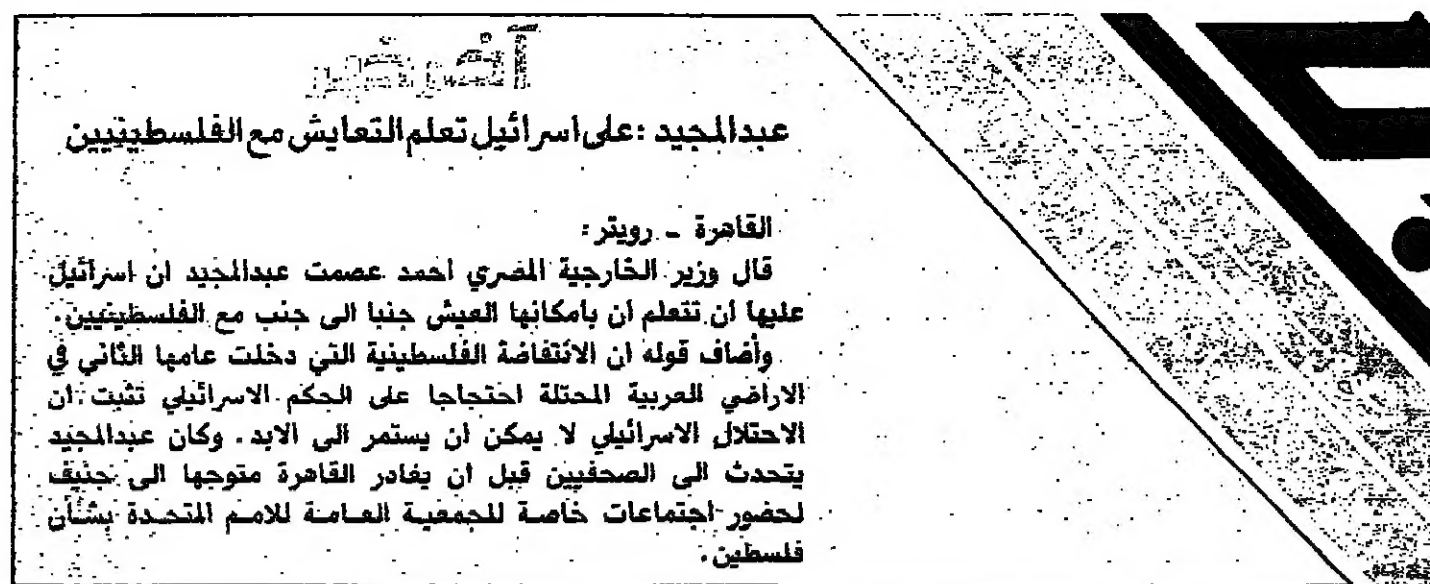 آخر خبر
عبدالمجيد : على اسرائيل تعلم التعايش مع الفلسطينيين
القاهرة - رويتر :
قال وزير الخارجية المصري احمد عصمت عبدالمجيد ان اسرائيل
عليها أن تتعلم ان بامكانها العيش جنبا الى جنب مع الفلسطينيين .
وأضاف قوله ان الانتفاضة الفلسطينية التي دخلت عامها الثاني في
الاراضي العربية المحتلة احتجاجا على الحكم الاسرائيلي تثبت ان
الاحتلال الاسرائيلي لا يمكن ان يستمر الى الابد . وكان عبدالمجيد
يتحدث الى الصحفيين قبل ان يغادر القاهرة متوجها الى جنيف
لحضور اجتماعات خاصة للجمعية العامة للامم المتحدة بشأن
فلسطين .